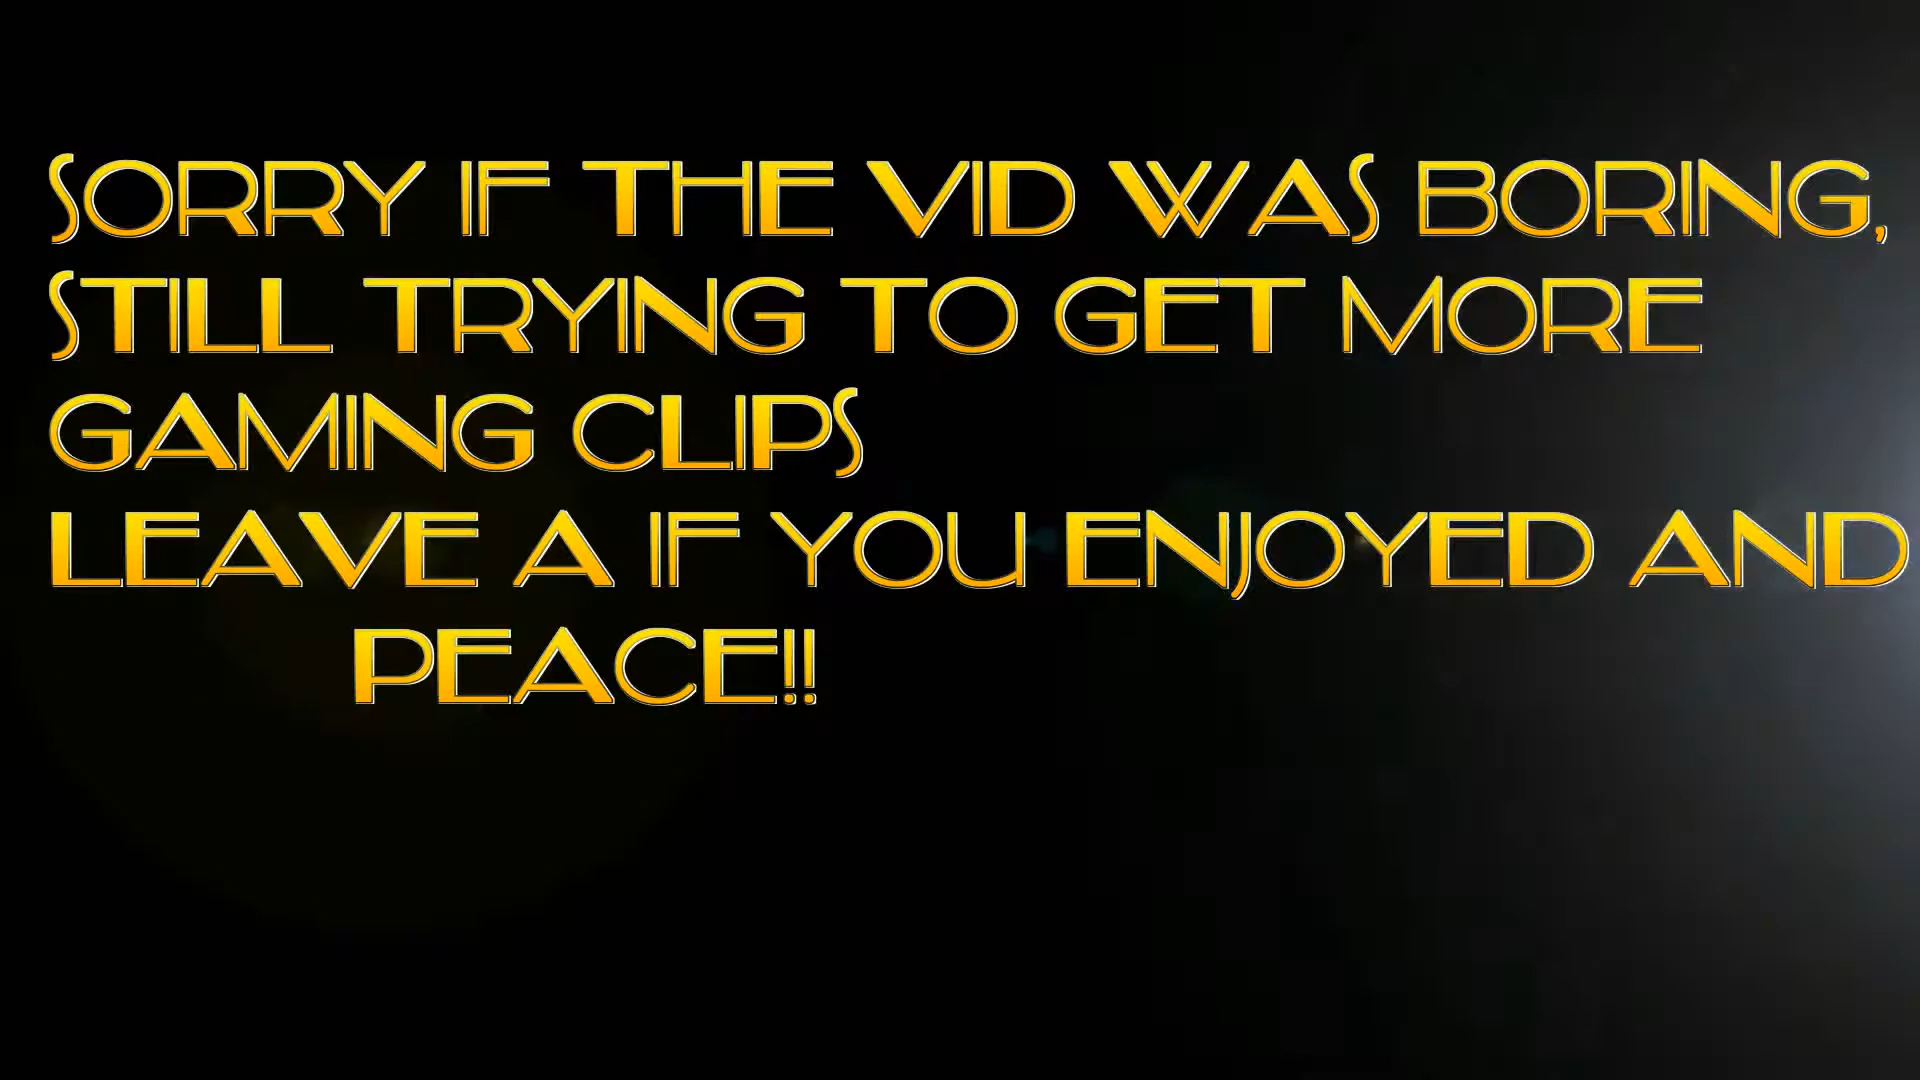 SORRY IF THE VID WAS BORING,
STILL TRYING TO GET MORE
GAMING CLIPS
LEAVE A IF YOU ENJOYED AND
PEACE!!